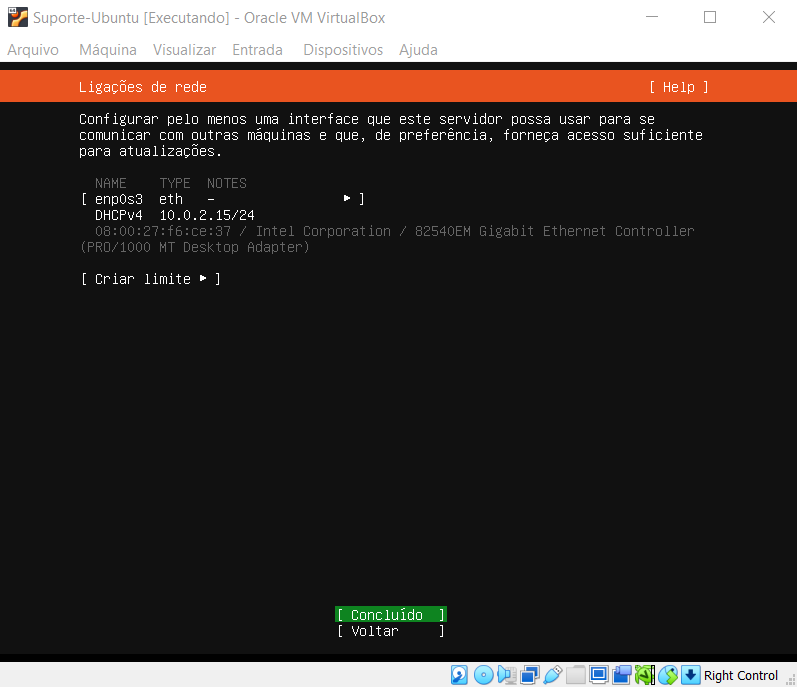 Suporte-Ubuntu [Executando] - Oracle VM VirtualBox
Arquivo Máquina Visualizar Entrada Dispositivos Ajuda
Ligações de rede [ Help ]
Configurar pelo menos uma interface que este servidor possa usar para se
comunicar com outras máquinas e que, de preferência, forneça acesso suficiente
para atualizações.
NAME TYPE NOTES
[ enp0s3 eth - ▸ ]
DHCPv4 10.0.2.15/24
08:00:27:f6:ce:37 / Intel Corporation / 82540EM Gigabit Ethernet Controller
(PRO/1000 MT Desktop Adapter)
[ Criar limite ▸ ]
[ Concluído ]
[ Voltar ]
Right Control